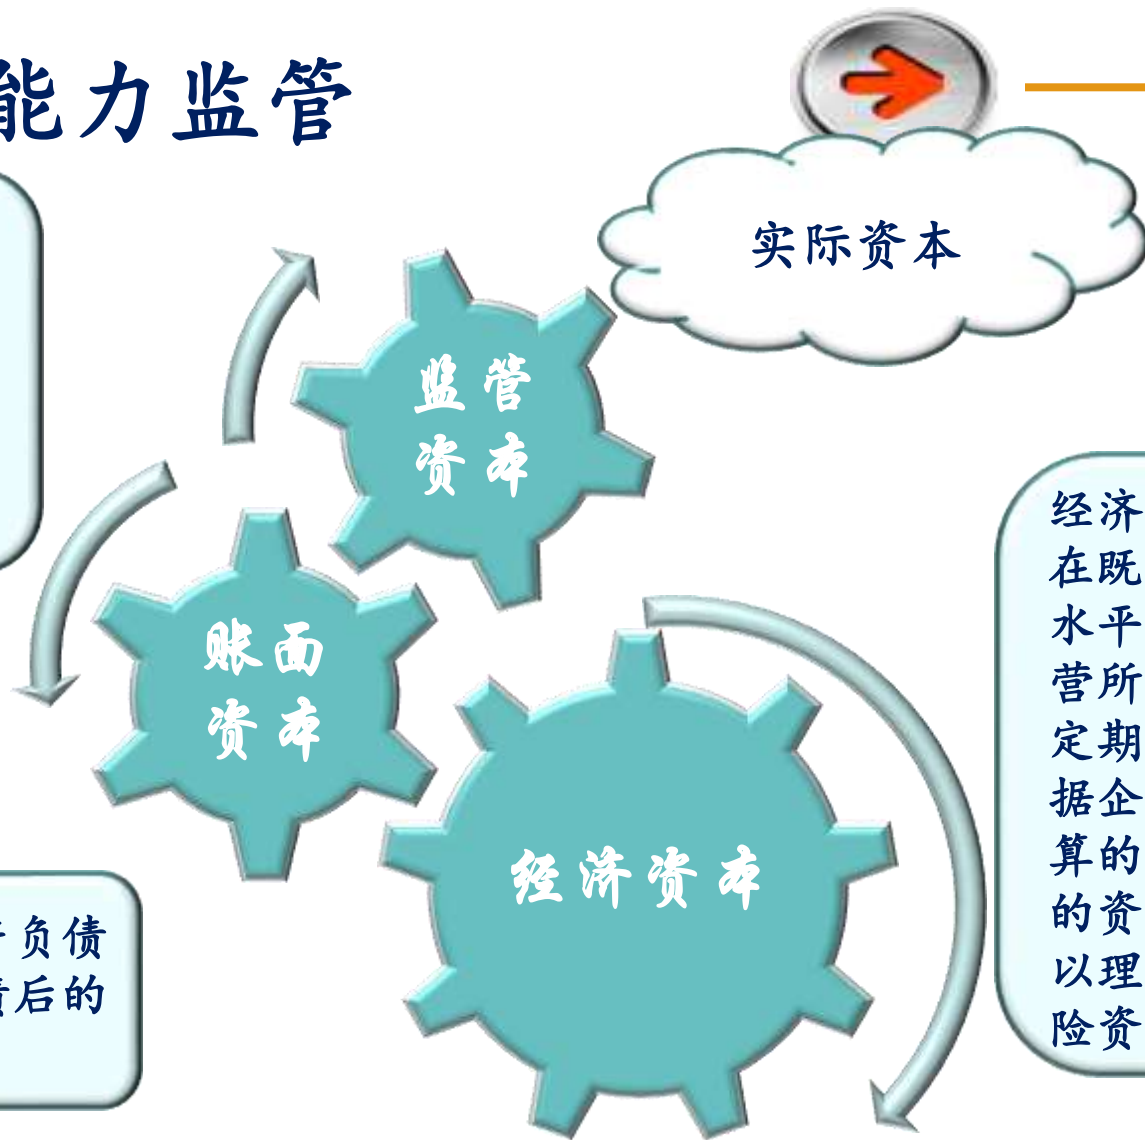 能力监管
实际资本
监管
资本
账面
资本
经济资本
负债
后的
经济
在既
水平
营所
定期
据企
算的
的资
以理
险资